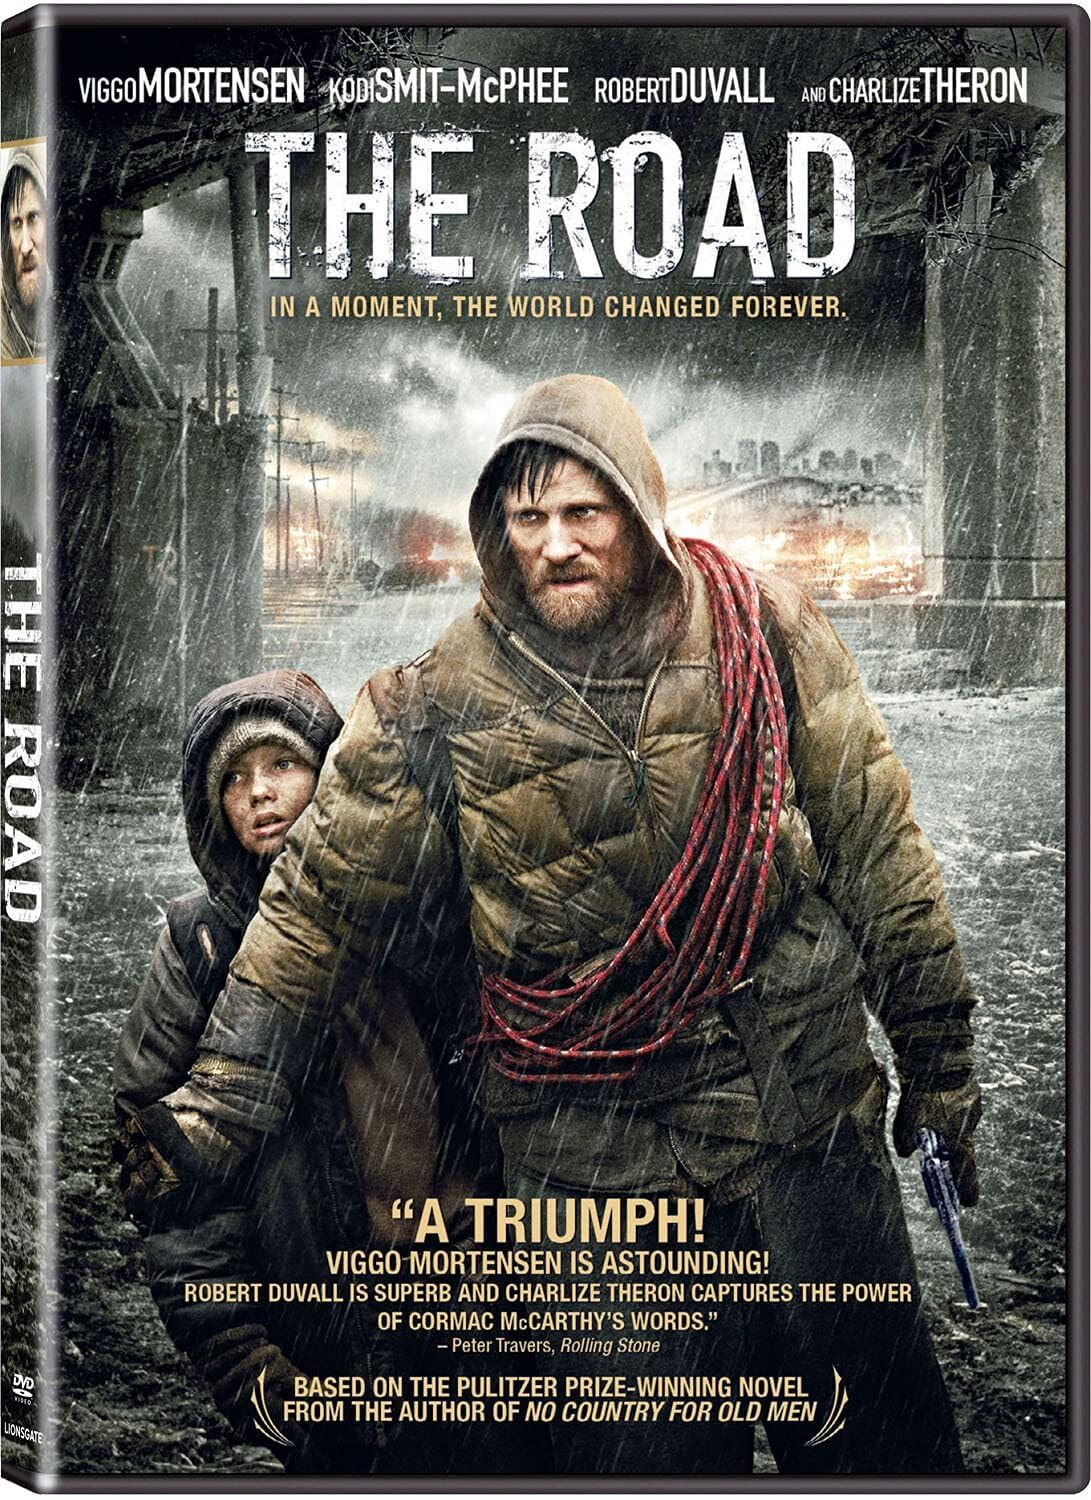 VIGGO MORTENSEN KODI SMIT-McPHEE ROBERT DUVALL AND CHARLIZE THERON
THE ROAD
IN A MOMENT, THE WORLD CHANGED FOREVER.
T2
“A TRIUMPH!
VIGGO MORTENSEN IS ASTOUNDING!
ROBERT DUVALL IS SUPERB AND CHARLIZE THERON CAPTURES THE POWER
OF CORMAC McCARTHY'S WORDS.”
– Peter Travers, Rolling Stone
BASED ON THE PULITZER PRIZE-WINNING NOVEL
FROM THE AUTHOR OF NO COUNTRY FOR OLD MEN
THE ROAD
DVD
VIDEO
LIONSGATE